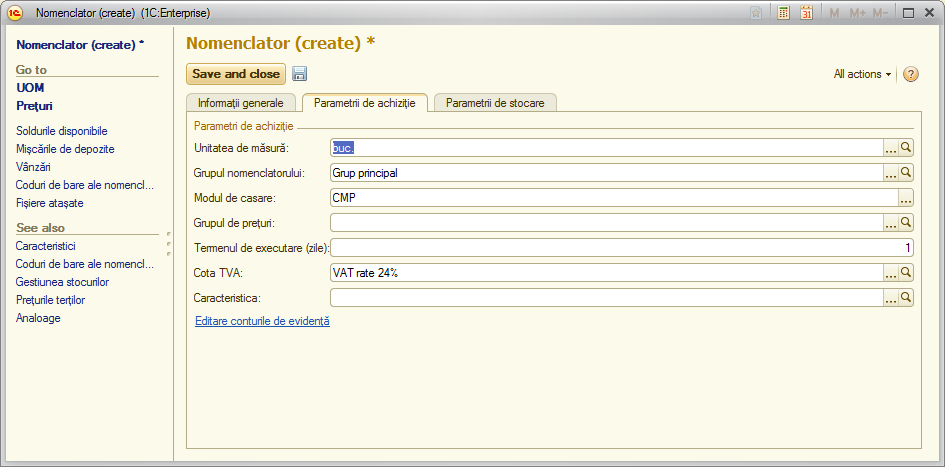 Nomenclator (create) * (1C:Enterprise)
M M+ M-
Nomenclator (create) *
Go to
UOM
Prețuri
Soldurile disponibile
Mișcările de depozite
Vânzări
Coduri de bare ale nomencl...
Fișiere atașate
See also
Caracteristici
Coduri de bare ale nomencl...
Gestiunea stocurilor
Prețurile terților
Analoage
Nomenclator (create) *
Save and close
All actions
Informații generale
Parametrii de achiziție
Parametrii de stocare
Parametri de achiziție
Unitatea de măsură: buc.
Grupul nomenclatorului: Grup principal
Modul de casare: CMP
Grupul de prețuri:
Termenul de executare (zile): 1
Cota TVA: VAT rate 24%
Caracteristica:
Editare conturile de evidență